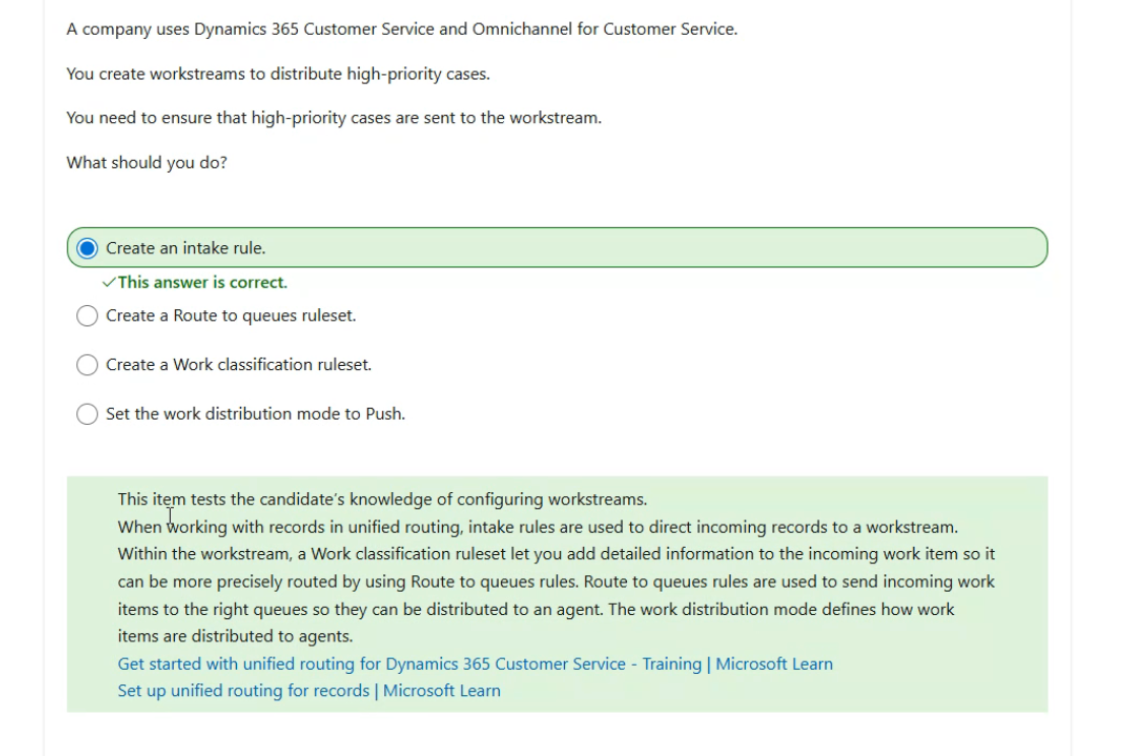 A company uses Dynamics 365 Customer Service and Omnichannel for Customer Service.
You create workstreams to distribute high-priority cases.
You need to ensure that high-priority cases are sent to the workstream.
What should you do?
Create an intake rule.
✓This answer is correct.
Create a Route to queues ruleset.
Create a Work classification ruleset.
Set the work distribution mode to Push.
This item tests the candidate's knowledge of configuring workstreams.
When working with records in unified routing, intake rules are used to direct incoming records to a workstream.
Within the workstream, a Work classification ruleset let you add detailed information to the incoming work item so it
can be more precisely routed by using Route to queues rules. Route to queues rules are used to send incoming work
items to the right queues so they can be distributed to an agent. The work distribution mode defines how work
items are distributed to agents.
Get started with unified routing for Dynamics 365 Customer Service - Training | Microsoft Learn
Set up unified routing for records | Microsoft Learn